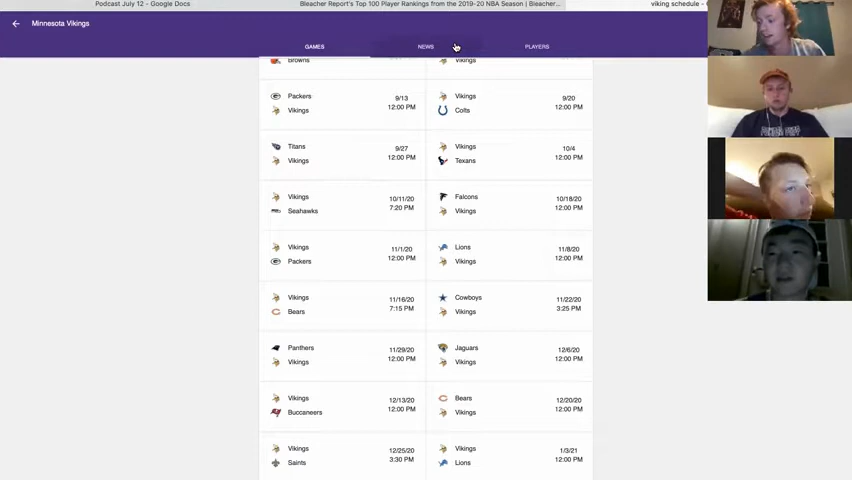 Podcast July 12 - Google Docs
Bleacher Report's Top 100 Player Rankings from the 2019-20 NBA Season | Bleacher...
viking schedule -
Minnesota Vikings
GAMES
NEWS
PLAYERS
Browns
Vikings
Packers
Vikings
9/13
12:00 PM
Vikings
Colts
9/20
12:00 PM
Titans
Vikings
9/27
12:00 PM
Vikings
Texans
10/4
12:00 PM
Vikings
Seahawks
10/11/20
7:20 PM
Falcons
Vikings
10/18/20
12:00 PM
Vikings
Packers
11/1/20
12:00 PM
Lions
Vikings
11/8/20
12:00 PM
Vikings
Bears
11/16/20
7:15 PM
Cowboys
Vikings
11/22/20
3:25 PM
Panthers
Vikings
11/29/20
12:00 PM
Jaguars
Vikings
12/6/20
12:00 PM
Vikings
Buccaneers
12/13/20
12:00 PM
Bears
Vikings
12/20/20
12:00 PM
Vikings
Saints
12/25/20
3:30 PM
Vikings
Lions
1/3/21
12:00 PM